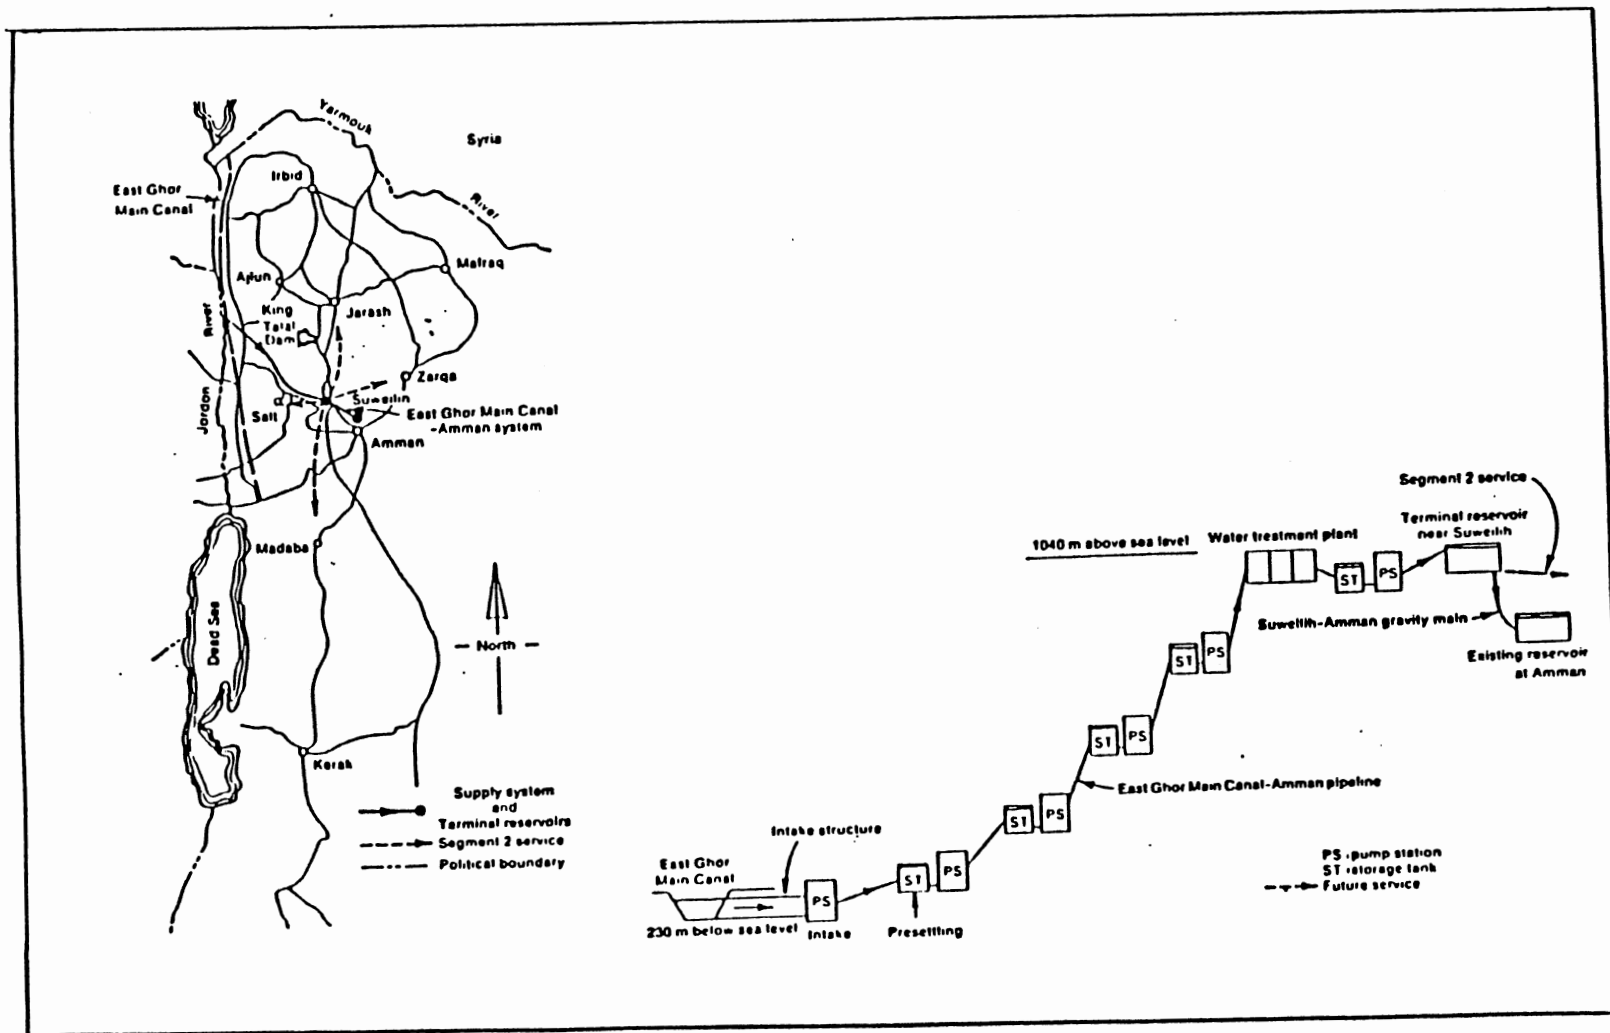 Yarmouk
River
Syria
East Ghor
Main Canal
Irbid
Mafraq
Ajlun
King
Talal
Dam
Jarash
River
Jordon
Zarqa
Salt
Suweilih
East Ghor Main Canal
-Amman system
Amman
Madaba
Dead Sea
North
Kerak
Supply system
and
Terminal reservoirs
Segment 2 service
Political boundary
Segment 2 service
Terminal reservoir
near Suweilih
1040 m above sea level
Water treatment plant
ST
PS
Suweilih-Amman gravity main
Existing reservoir
at Amman
ST
PS
ST
PS
East Ghor Main Canal-Amman pipeline
ST
PS
Intake structure
East Ghor
Main Canal
PS
ST
PS
230 m below sea level
Intake
Presettling
PS : pump station
ST : storage tank
Future service